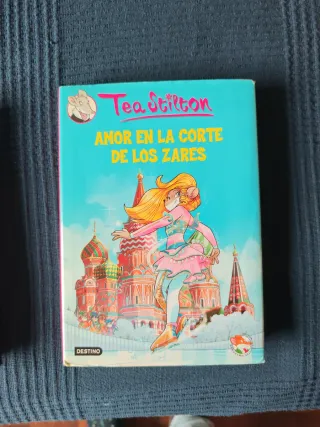 Tea Stilton
AMOR EN LA CORTE
DE LOS ZARES
DESTINO